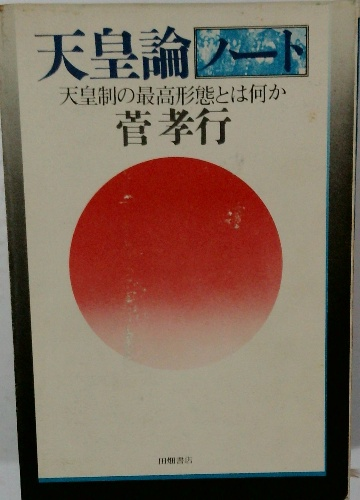 天皇論ノート
天皇制の最高形態とは何か
菅孝行
田畑書店